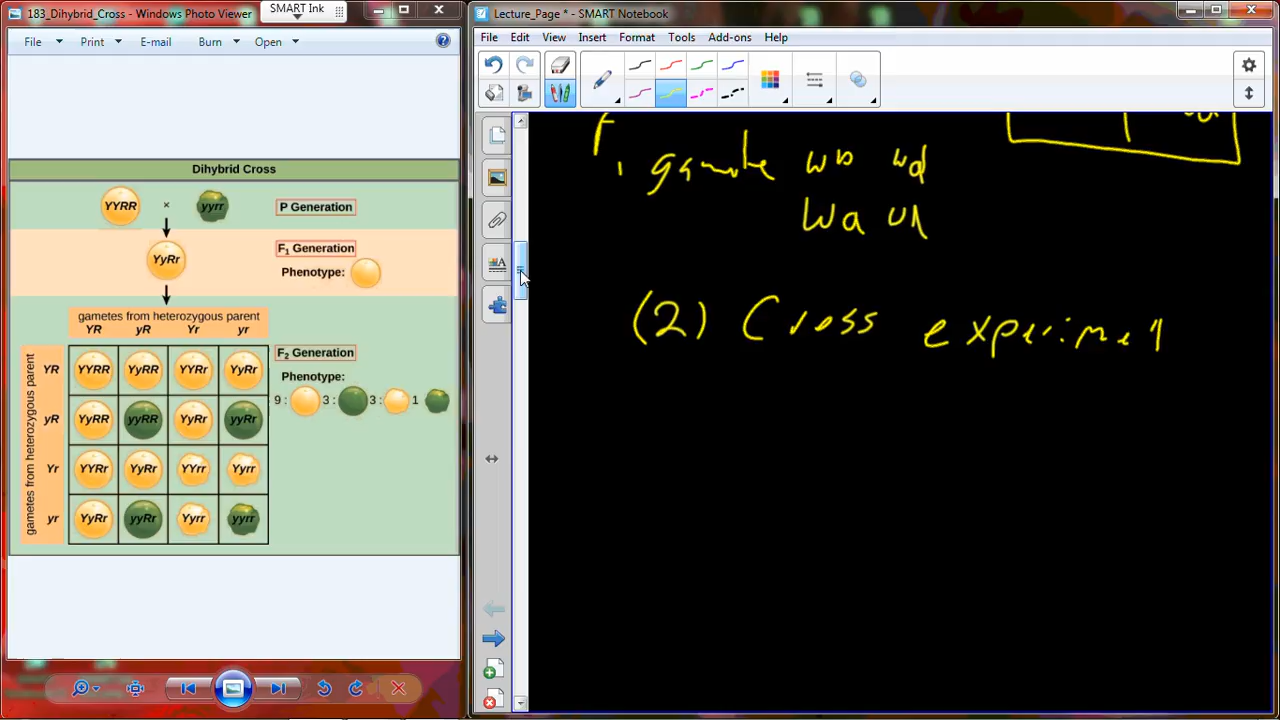 183_Dihybrid_Cross - Windows Photo Viewer
SMART Ink
File Print E-mail Burn Open
Dihybrid Cross
YYRR × yyrr P Generation
F1 Generation
YyRr
Phenotype:
gametes from heterozygous parent
YR yR Yr yr
gametes from heterozygous parent
F2 Generation
Phenotype:
9: 3: 3: 1
YR YYRR YyRR YYRr YyRr
yR YyRR yyRR YyRr yyRr
Yr YYRr YyRr YYrr Yyrr
yr YyRr yyRr Yyrr yyrr
Lecture_Page * - SMART Notebook
File Edit View Insert Format Tools Add-ons Help
F1 gamete
(2) Cross experiment